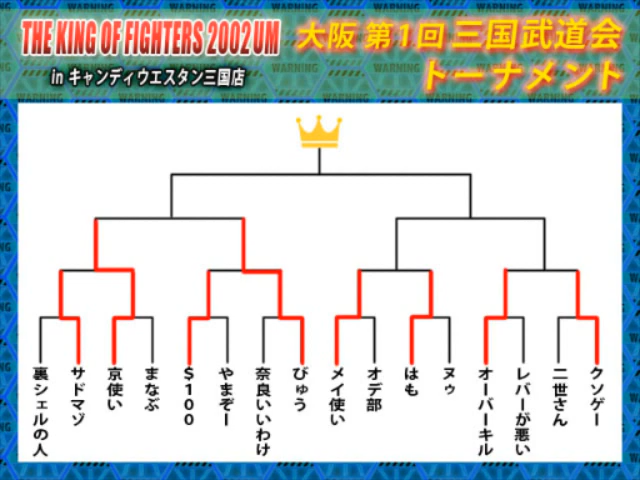 THE KING OF FIGHTERS 2002 UM
in キャンディウエスタン三国店
大阪 第1回 三国武道会
トーナメント
裏シェルの人
サドマゾ
京使い
まなぶ
$100
やまぞー
奈良いいわけ
びゅう
メイ使い
オデ部
はも
ヌゥ
オーバーキル
レバーが悪い
二世さん
クソゲー